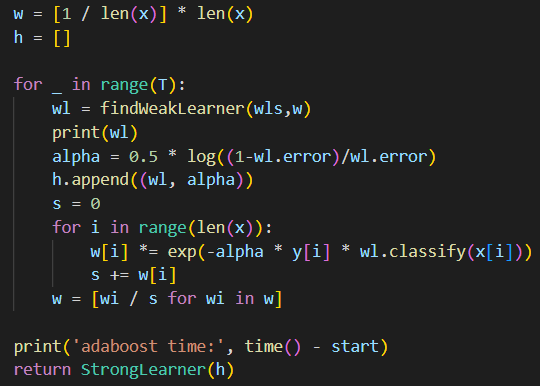 w = [1 / len(x)] * len(x)
h = []
for _ in range(T):
    wl = findWeakLearner(wls,w)
    print(wl)
    alpha = 0.5 * log((1-wl.error)/wl.error)
    h.append((wl, alpha))
    s = 0
    for i in range(len(x)):
        w[i] *= exp(-alpha * y[i] * wl.classify(x[i]))
        s += w[i]
    w = [wi / s for wi in w]
print('adaboost time:', time() - start)
return StrongLearner(h)